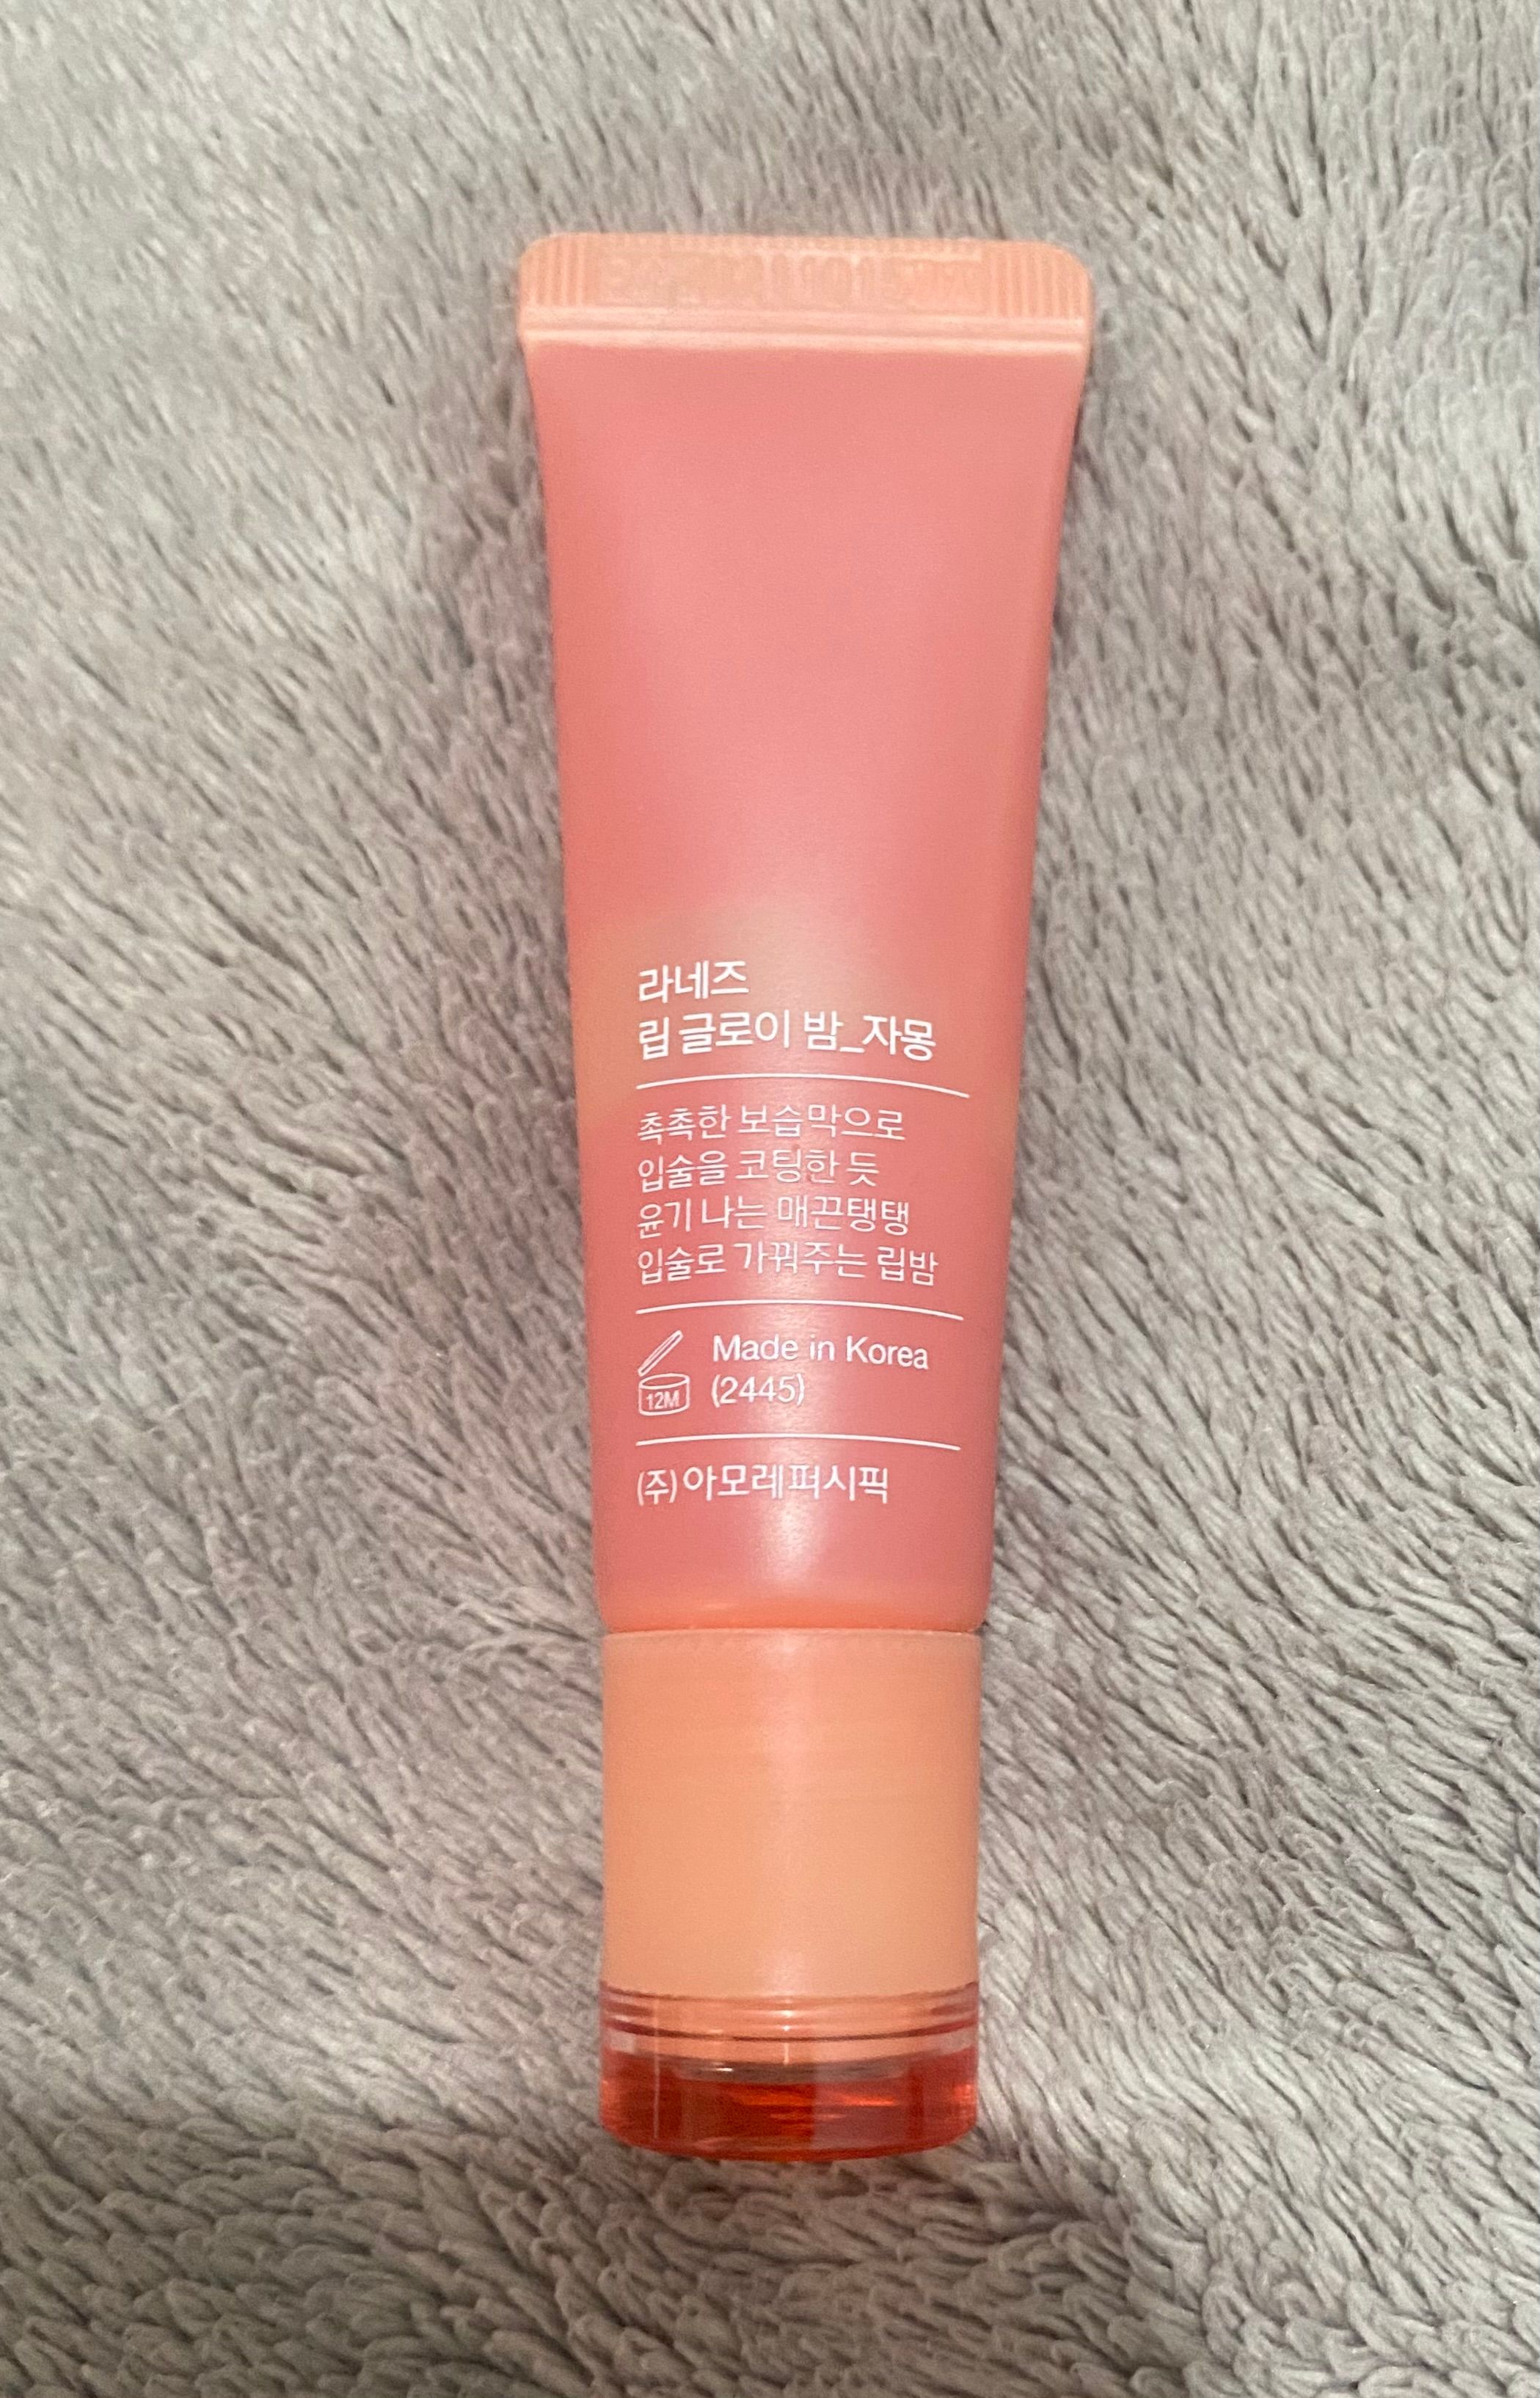 라네즈
립 글로이 밤_자몽
촉촉한 보습막으로
입술을 코팅한 듯
윤기 나는 매끈탱탱
입술로 가꿔주는 립밤
12M
Made in Korea
(2445)
(주)아모레퍼시픽